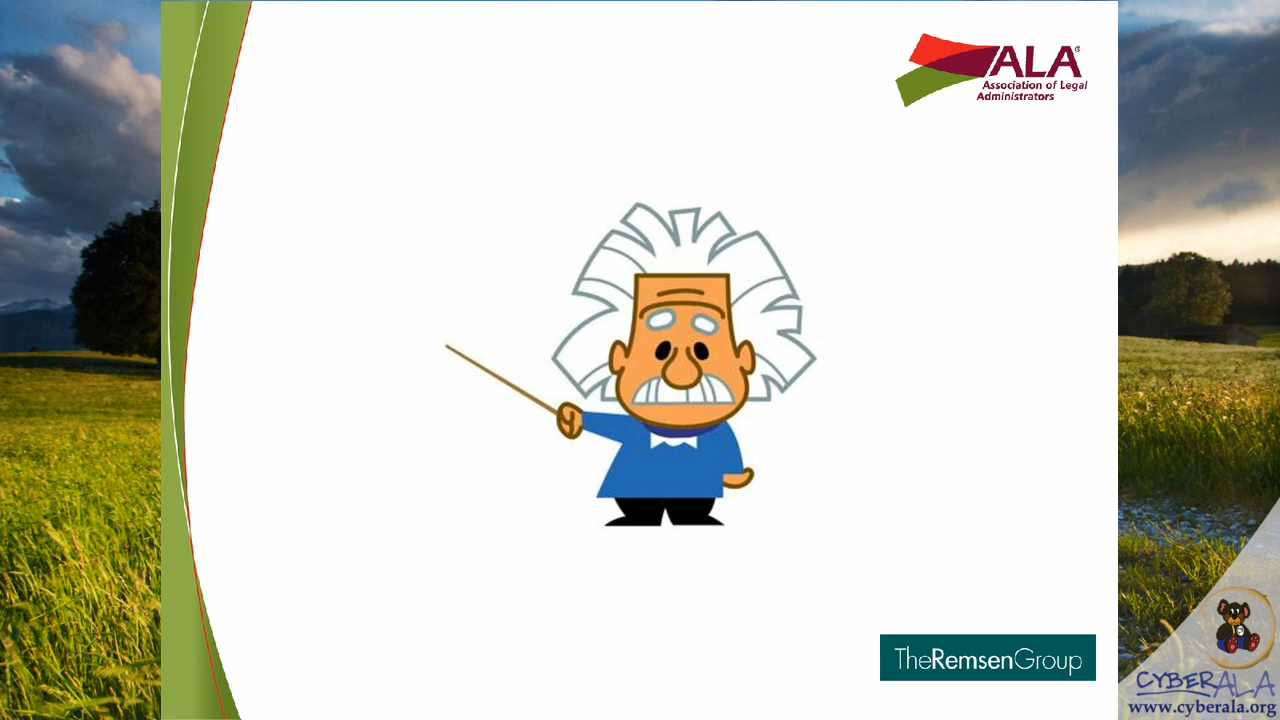 ALA®
Association of Legal
Administrators
TheRemsenGroup
CYBERALA
www.cyberala.org